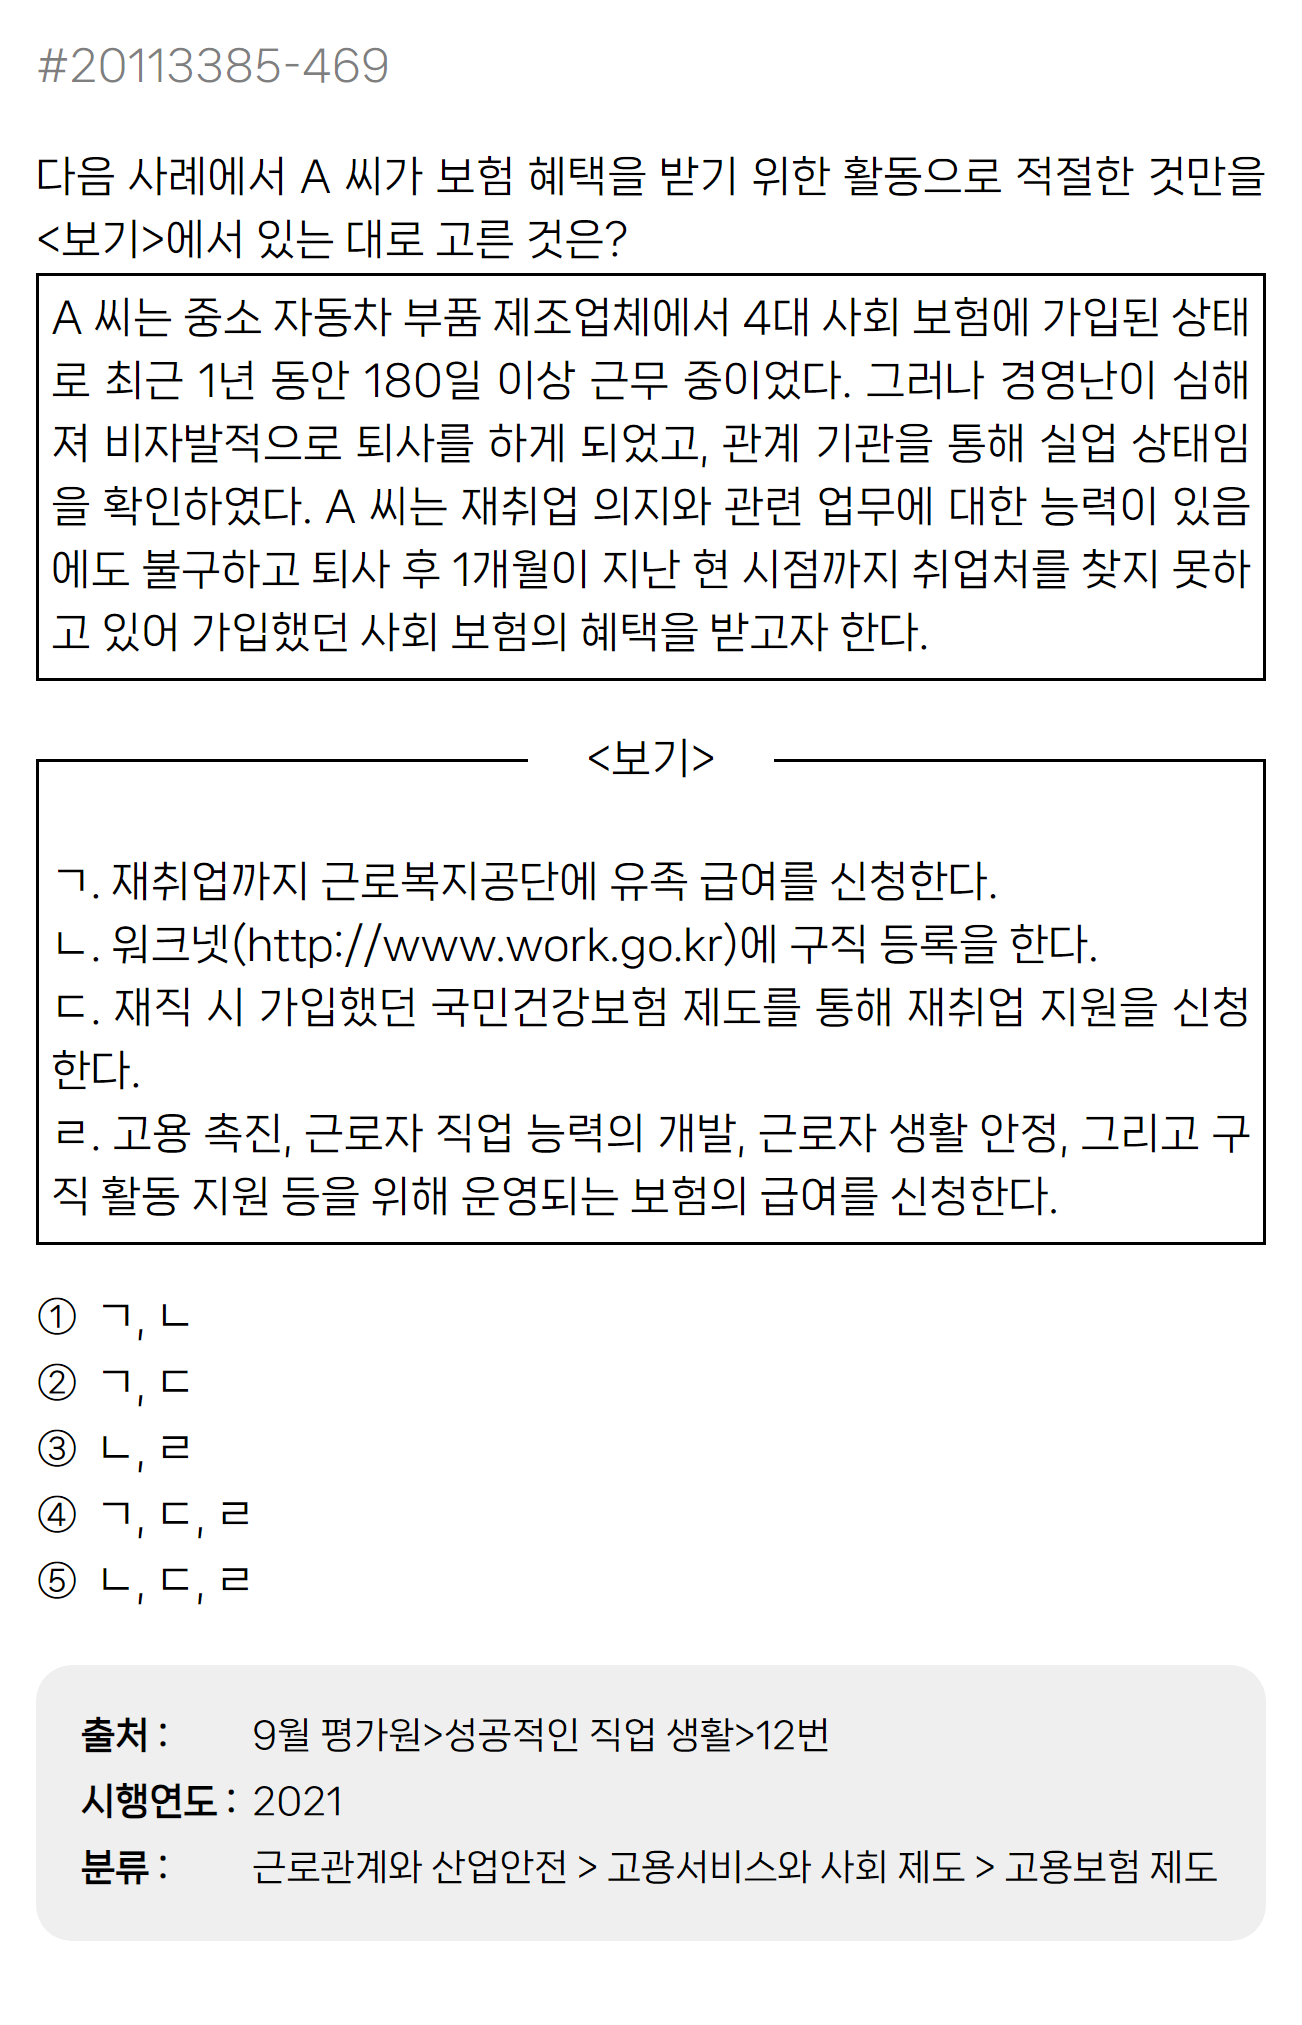 #20113385-469
다음 사례에서 A 씨가 보험 혜택을 받기 위한 활동으로 적절한 것만을
<보기>에서 있는 대로 고른 것은?
A 씨는 중소 자동차 부품 제조업체에서 4대 사회 보험에 가입된 상태
로 최근 1년 동안 180일 이상 근무 중이었다. 그러나 경영난이 심해
져 비자발적으로 퇴사를 하게 되었고, 관계 기관을 통해 실업 상태임
을 확인하였다. A 씨는 재취업 의지와 관련 업무에 대한 능력이 있음
에도 불구하고 퇴사 후 1개월이 지난 현 시점까지 취업처를 찾지 못하
고 있어 가입했던 사회 보험의 혜택을 받고자 한다.
<보기>
ㄱ. 재취업까지 근로복지공단에 유족 급여를 신청한다.
ㄴ. 워크넷(http://www.work.go.kr)에 구직 등록을 한다.
ㄷ. 재직 시 가입했던 국민건강보험 제도를 통해 재취업 지원을 신청
한다.
ㄹ. 고용 촉진, 근로자 직업 능력의 개발, 근로자 생활 안정, 그리고 구
직 활동 지원 등을 위해 운영되는 보험의 급여를 신청한다.
① ㄱ, ㄴ
② ㄱ, ㄷ
③ ㄴ, ㄹ
④ ㄱ, ㄷ, ㄹ
⑤ ㄴ, ㄷ, ㄹ
출처 : 9월 평가원>성공적인 직업 생활>12번
시행연도 : 2021
분류 : 근로관계와 산업안전 > 고용서비스와 사회 제도 > 고용보험 제도